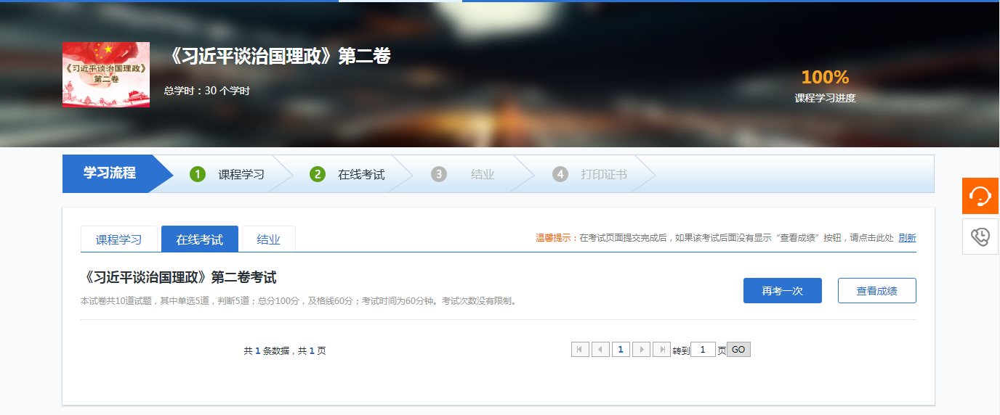 《习近平谈治国理政》
第二卷
《习近平谈治国理政》第二卷
总学时：30 个学时
100%
课程学习进度
学习流程
1 课程学习
2 在线考试
3 结业
4 打印证书
课程学习 在线考试 结业
温馨提示：在考试页面提交完成后，如果该考试后面没有显示“查看成绩”按钮，请点击此处 刷新
《习近平谈治国理政》第二卷考试
本试卷共10道试题，其中单选5道，判断5道；总分100分，及格线60分；考试时间为60分钟。考试次数没有限制。
再考一次 查看成绩
共 1 条数据，共 1 页
1 转到 1 页 GO